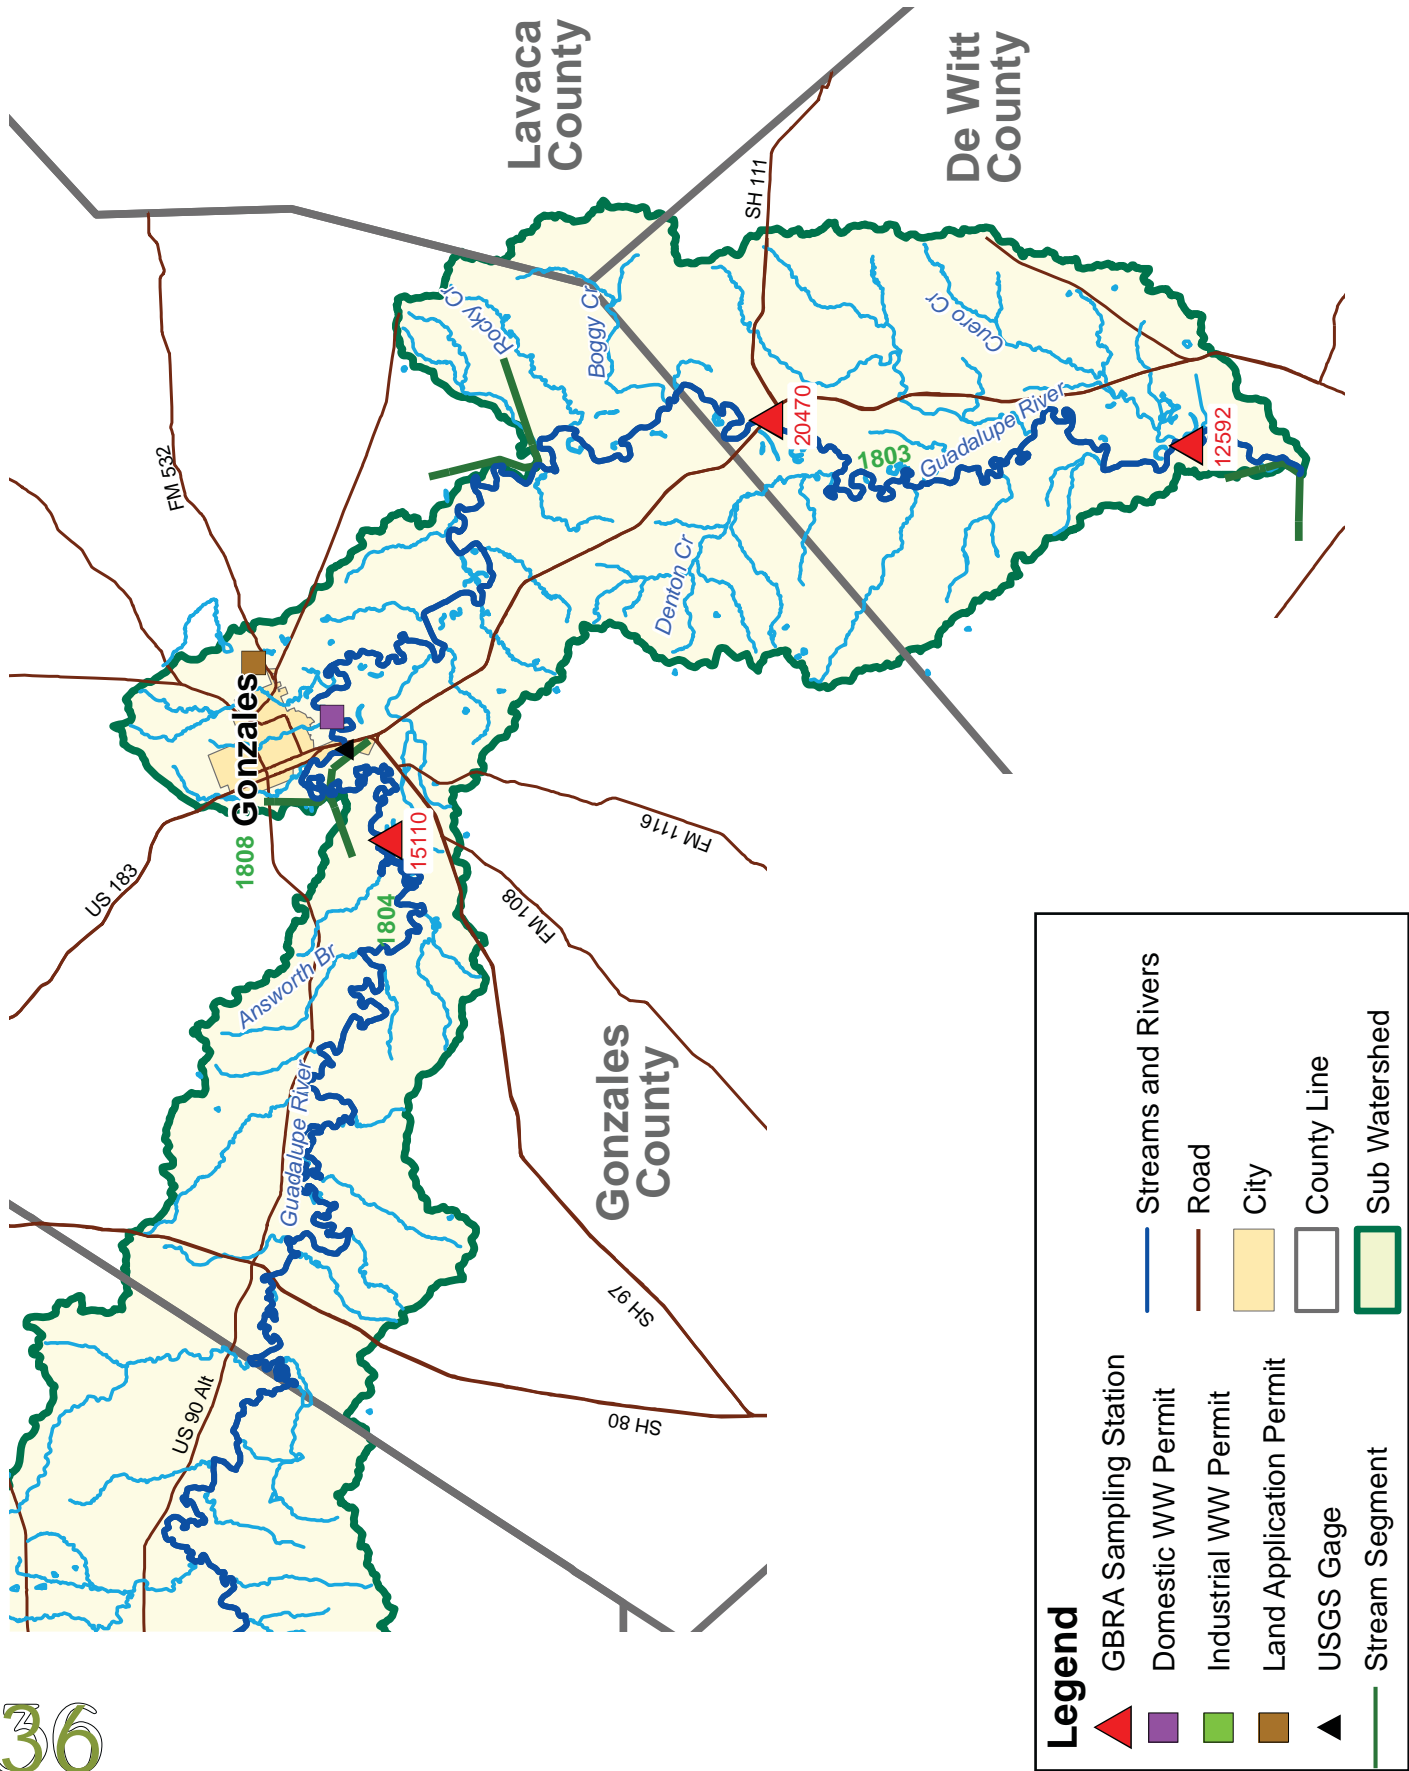 36
Lavaca
County
De Witt
County
SH 111
Rocky Cr
Boggy Cr
Cuero Cr
20470
12592
1803
Guadalupe River
Denton Cr
FM 532
Gonzales
1808
US 183
15110
1804
FM 1116
FM 108
Answorth Br
Guadalupe River
Gonzales
County
SH 97
SH 80
US 90 Alt
Legend
GBRA Sampling Station
Domestic WW Permit
Industrial WW Permit
Land Application Permit
USGS Gage
Stream Segment
Streams and Rivers
Road
City
County Line
Sub Watershed